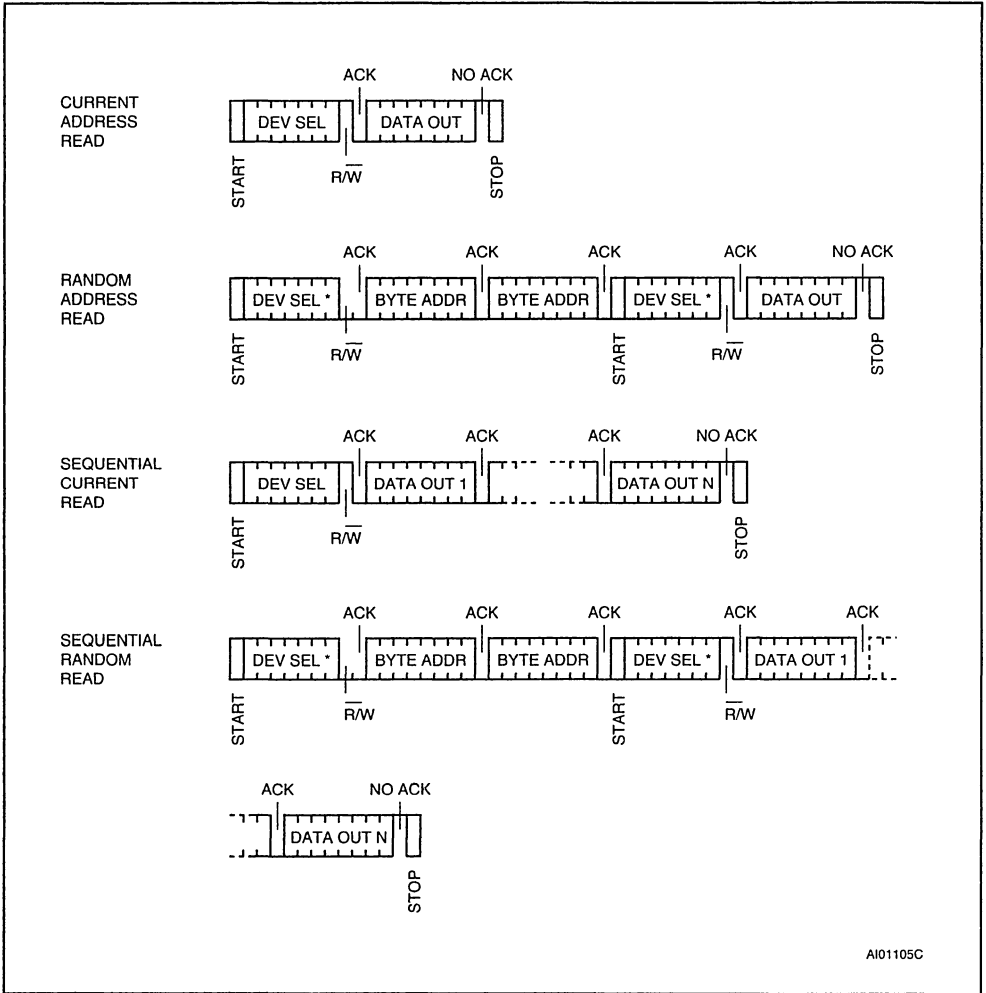 ACK NO ACK
CURRENT
ADDRESS
READ
DEV SEL DATA OUT
START R/W̅ STOP
ACK ACK ACK ACK NO ACK
RANDOM
ADDRESS
READ
DEV SEL * BYTE ADDR BYTE ADDR DEV SEL * DATA OUT
START R/W̅ START R/W̅ STOP
ACK ACK ACK NO ACK
SEQUENTIAL
CURRENT
READ
DEV SEL DATA OUT 1 DATA OUT N
START R/W̅ STOP
ACK ACK ACK ACK ACK
SEQUENTIAL
RANDOM
READ
DEV SEL * BYTE ADDR BYTE ADDR DEV SEL * DATA OUT 1
START R̅/W START R̅/W
ACK NO ACK
DATA OUT N
STOP
AI01105C